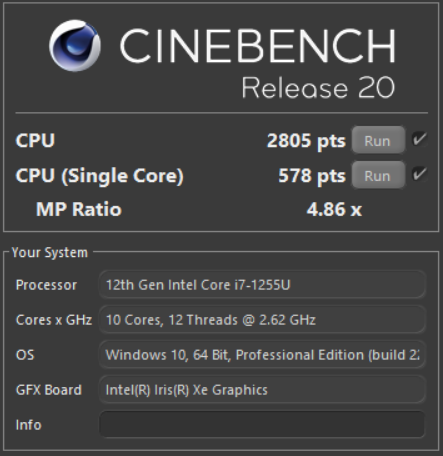 CINEBENCH
Release 20
CPU 2805 pts Run
CPU (Single Core) 578 pts Run
MP Ratio 4.86 x
Your System
Processor 12th Gen Intel Core i7-1255U
Cores x GHz 10 Cores, 12 Threads @ 2.62 GHz
OS Windows 10, 64 Bit, Professional Edition (build 22
GFX Board Intel(R) Iris(R) Xe Graphics
Info